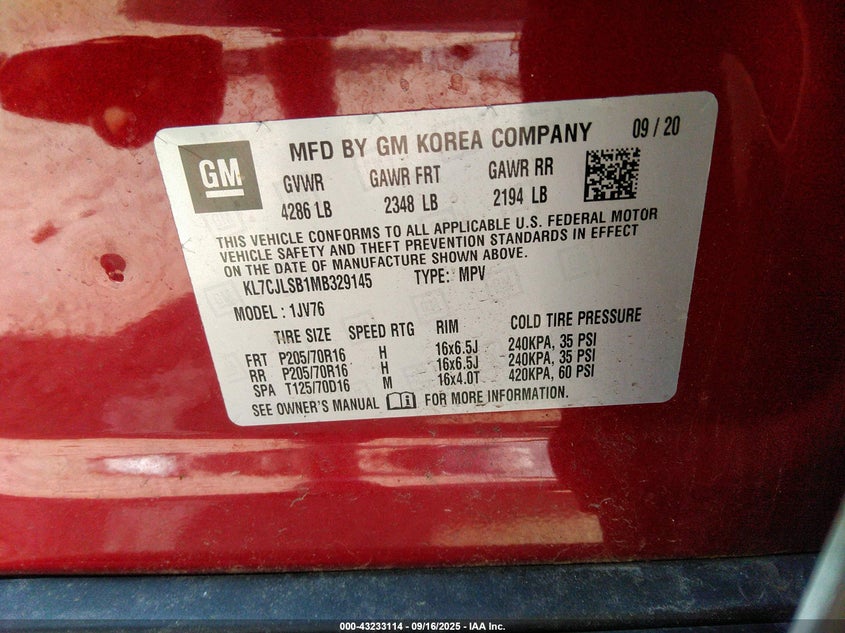 GM
MFD BY GM KOREA COMPANY 09 / 20
GVWR GAWR FRT GAWR RR
4286 LB 2348 LB 2194 LB
THIS VEHICLE CONFORMS TO ALL APPLICABLE U.S. FEDERAL MOTOR
VEHICLE SAFETY AND THEFT PREVENTION STANDARDS IN EFFECT
ON THE DATE OF MANUFACTURE SHOWN ABOVE.
KL7CJLSB1MB329145 TYPE: MPV
MODEL : 1JV76
TIRE SIZE SPEED RTG RIM COLD TIRE PRESSURE
FRT P205/70R16 H 16x6.5J 240KPA, 35 PSI
RR P205/70R16 H 16x6.5J 240KPA, 35 PSI
SPA T125/70D16 M 16x4.0T 420KPA, 60 PSI
SEE OWNER'S MANUAL FOR MORE INFORMATION.
000-43233114 - 09/16/2025 - IAA Inc.